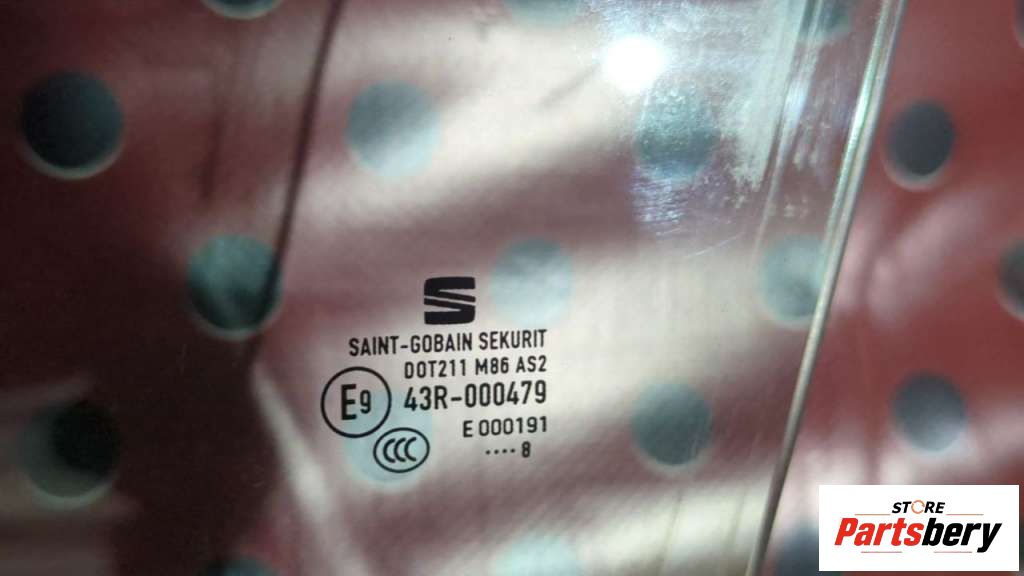 SAINT-GOBAIN SEKURIT
DOT211 M86 AS2
E9 43R-000479
E 000191
CCC
···· 8
STORE
Partsbery